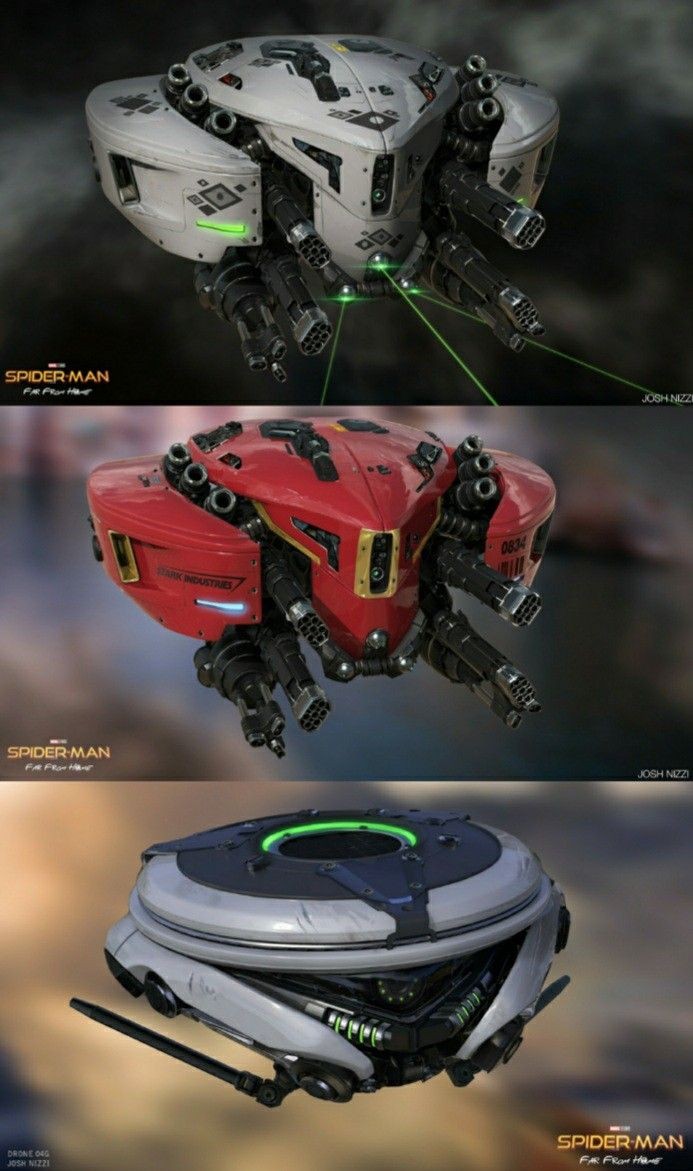 SPIDER-MAN
FAR FROM HOME
JOSH NIZZI
STARK INDUSTRIES
0834
SPIDER-MAN
FAR FROM HOME
JOSH NIZZI
DRONE 04G
JOSH NIZZI
SPIDER-MAN
FAR FROM HOME